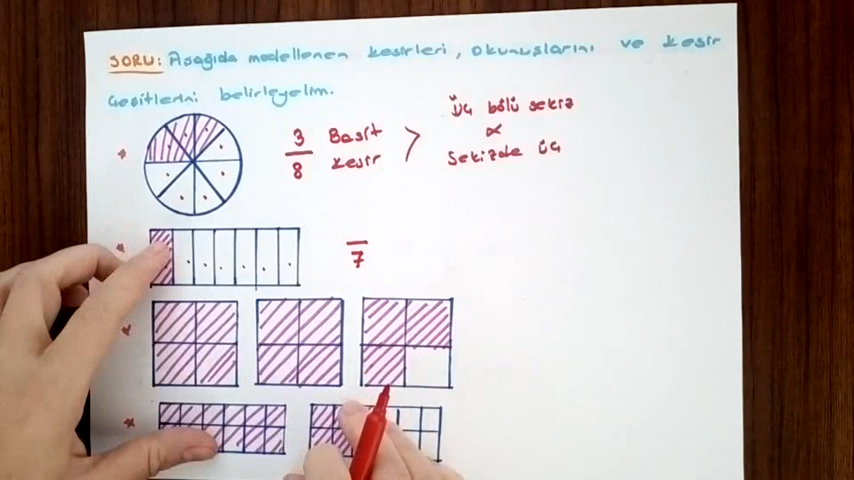 SORU: Aşağıda modellenen kesirleri, okunuşlarını ve kesir
çeşitlerini belirleyelim.
3/8 Basit kesir > üç bölü sekiz
∝
Sekizde üç
7